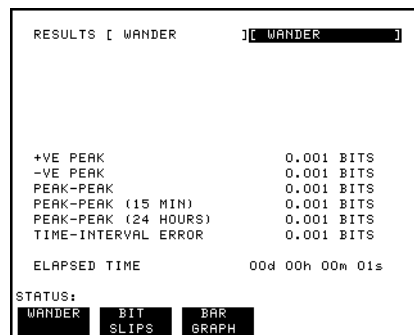 RESULTS [ WANDER ][ WANDER ]
+VE PEAK 0.001 BITS
-VE PEAK 0.001 BITS
PEAK-PEAK 0.001 BITS
PEAK-PEAK (15 MIN) 0.001 BITS
PEAK-PEAK (24 HOURS) 0.001 BITS
TIME-INTERVAL ERROR 0.001 BITS
ELAPSED TIME 00d 00h 00m 01s
STATUS:
WANDER BIT BAR
SLIPS GRAPH